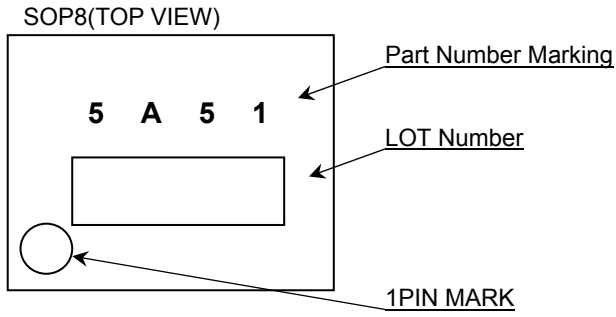 SOP8(TOP VIEW)
Part Number Marking
5 A 5 1
LOT Number
1PIN MARK